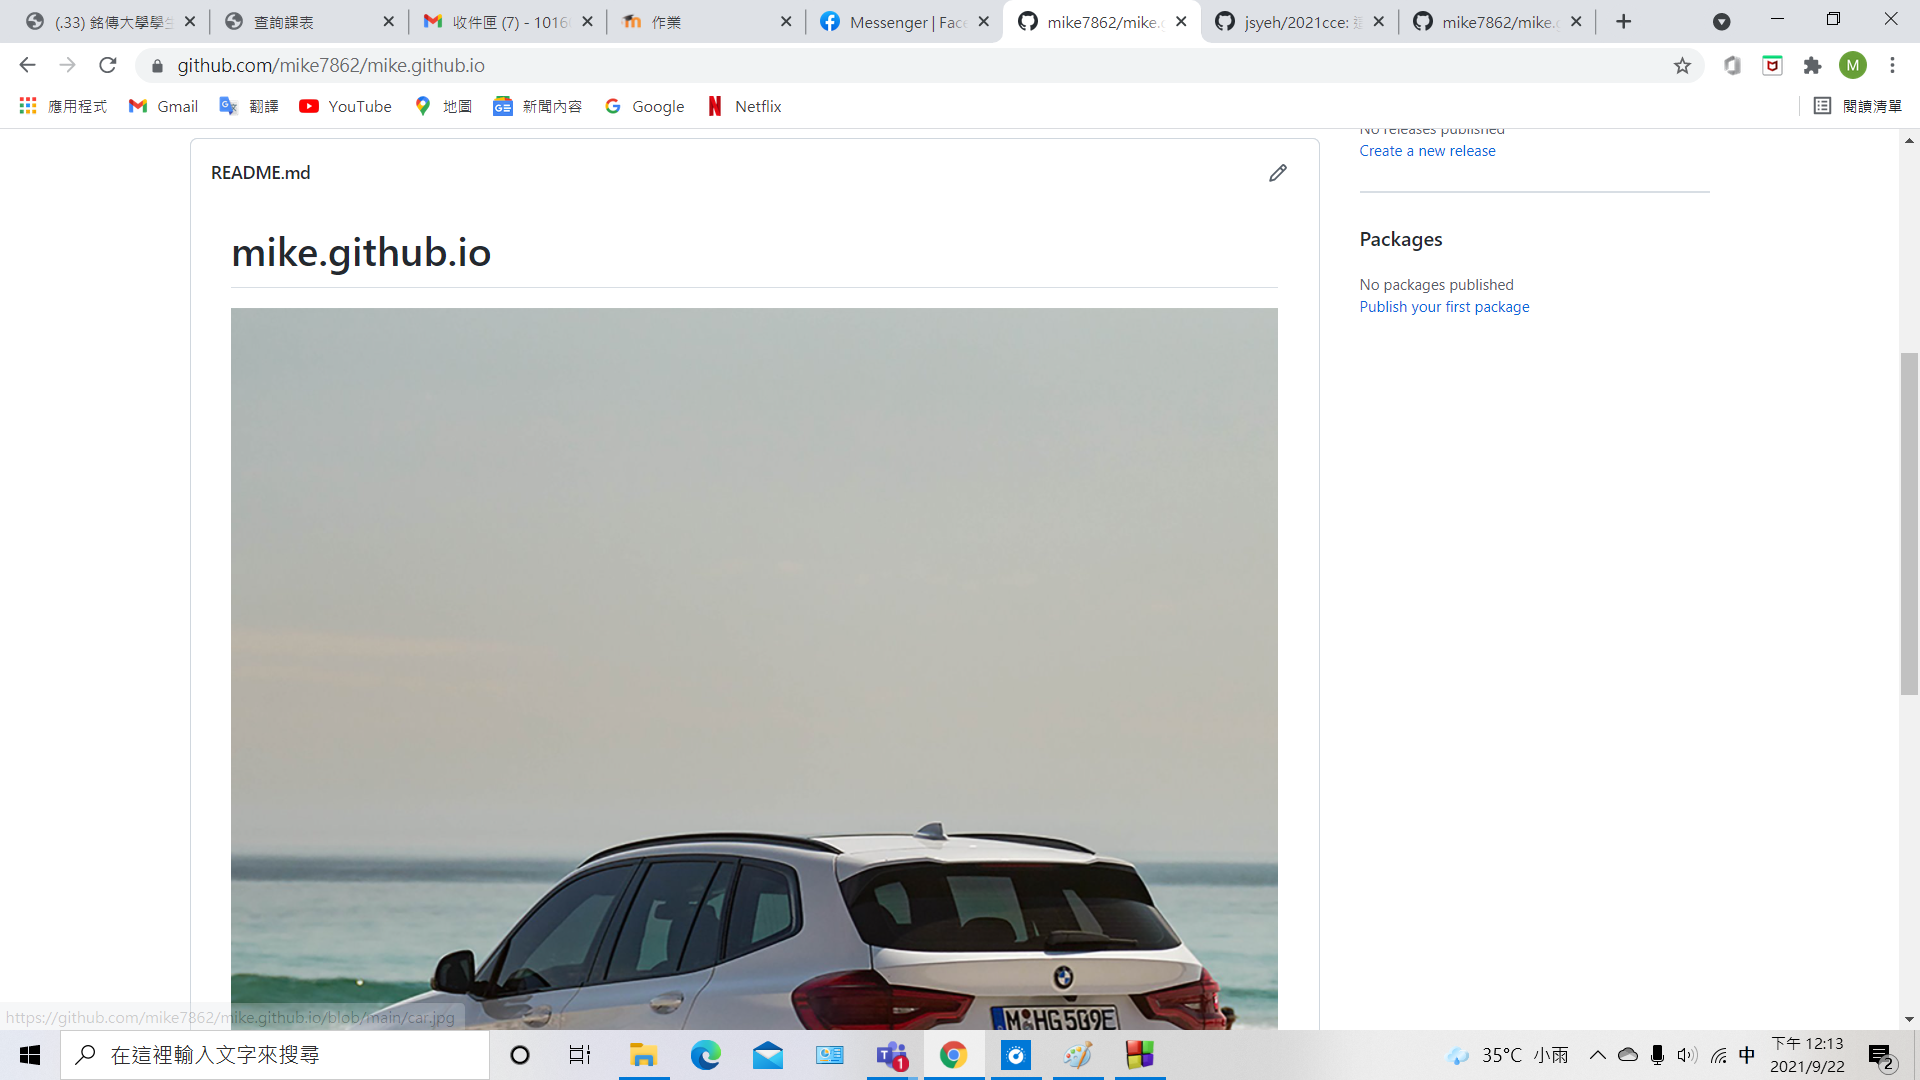 (.33) 銘傳大學學生
查詢課表
收件匣 (7) - 1016
作業
Messenger | Face
mike7862/mike.g
jsyeh/2021cce: 這
mike7862/mike.g
github.com/mike7862/mike.github.io
M
應用程式
Gmail
翻譯
YouTube
地圖
新聞內容
Google
Netflix
閱讀清單
No releases published
Create a new release
README.md
mike.github.io
Packages
No packages published
Publish your first package
M HG 509E
https://github.com/mike7862/mike.github.io/blob/main/car.jpg
在這裡輸入文字來搜尋
1
35°C 小雨
中
下午 12:13
2021/9/22
2